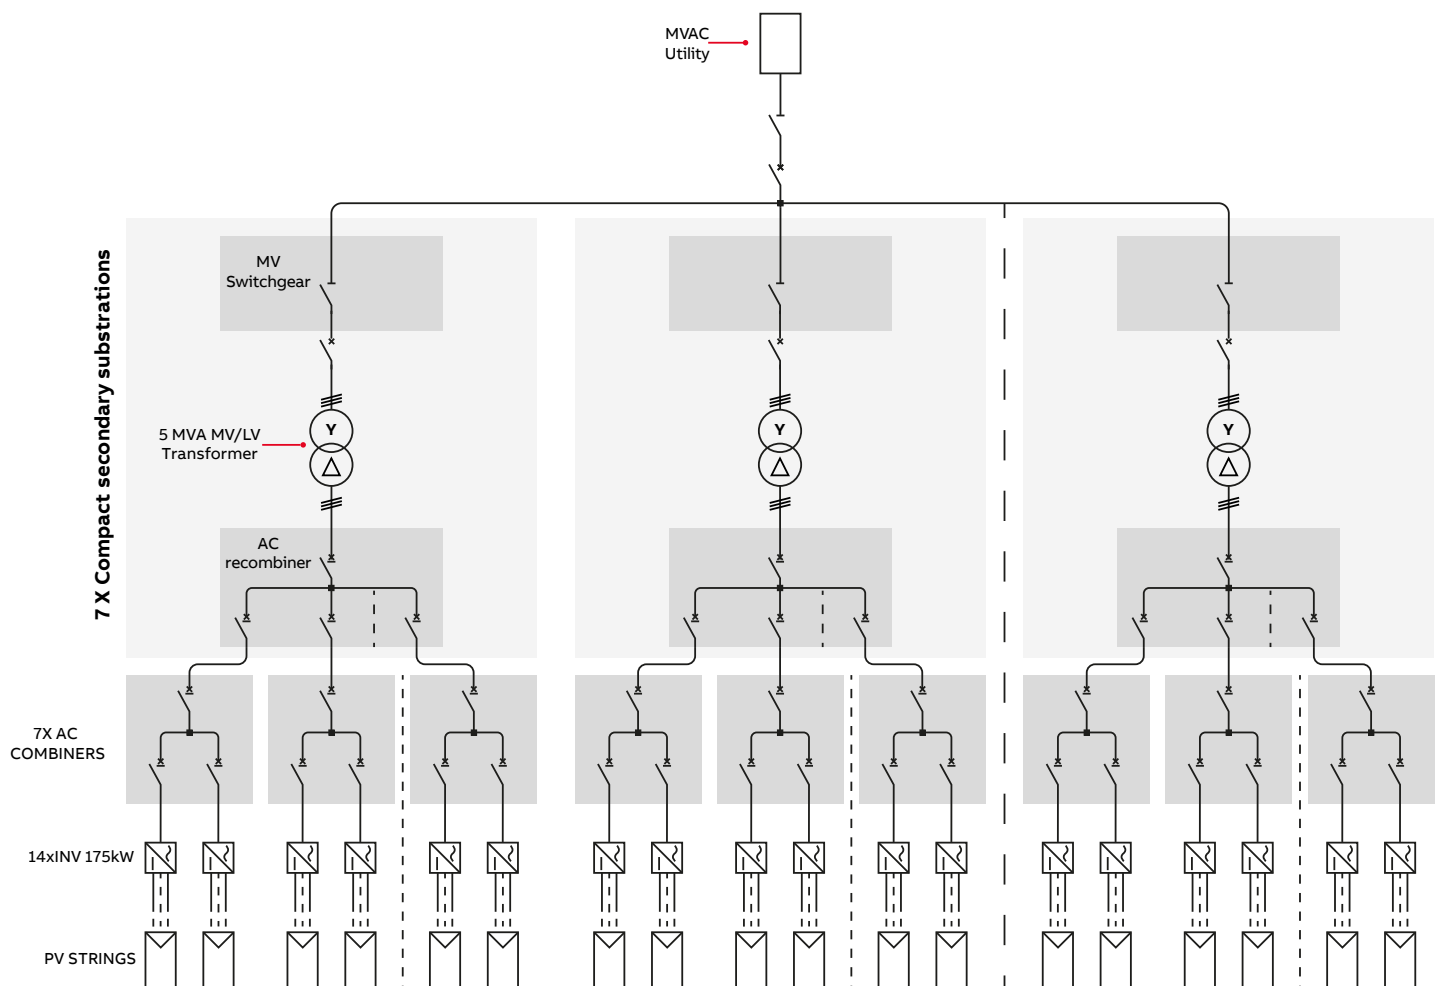 MVAC
Utility
7 X Compact secondary substrations
MV
Switchgear
5 MVA MV/LV
Transformer
Y
Y
Y
AC
recombiner
7X AC
COMBINERS
14xINV 175kW
PV STRINGS